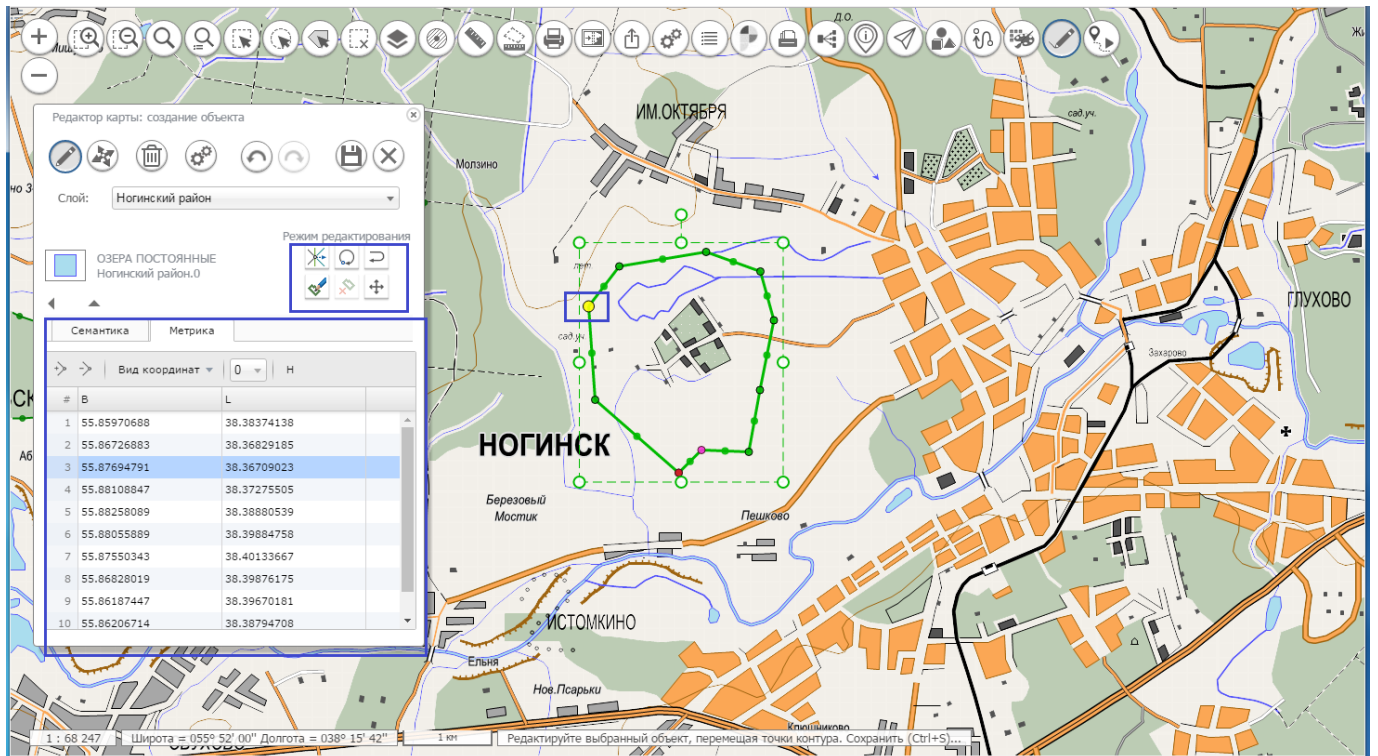 д.о.
Редактор карты: создание объекта
ИМ.ОКТЯБРЯ
сад.уч.
Молзино
Слой:
Ногинский район
Режим редактирования
ОЗЕРА ПОСТОЯННЫЕ
Ногинский район.0
лет.
ГЛУХОВО
Семантика
Метрика
сад.уч
Захарово
Вид координат
0
H
# B L
1 55.85970688 38.38374138
2 55.86726883 38.36829185
3 55.87694791 38.36709023
4 55.88108847 38.37275505
5 55.88258089 38.38880539
6 55.88055889 38.39884758
7 55.87550343 38.40133667
8 55.86828019 38.39876175
9 55.86187447 38.39670181
10 55.86206714 38.38794708
НОГИНСК
Березовый
Мостик
Пешково
ИСТОМКИНО
Ельня
Нов.Псарьки
Клюшниково
1 : 68 247
Широта = 055º 52' 00'' Долгота = 038º 15' 42''
1 км
Редактируйте выбранный объект, перемещая точки контура. Сохранить (Ctrl+S)...